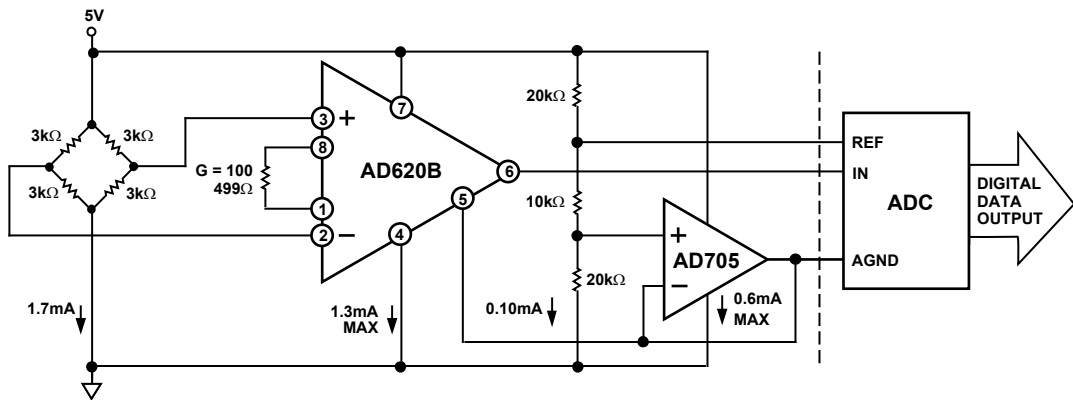 5V
3kΩ
3kΩ
3kΩ
3kΩ
G = 100
499Ω
3
8
1
2
+
−
AD620B
7
6
5
4
1.7mA
1.3mA
MAX
0.10mA
20kΩ
10kΩ
20kΩ
+
−
AD705
0.6mA
MAX
REF
IN
ADC
AGND
DIGITAL
DATA
OUTPUT